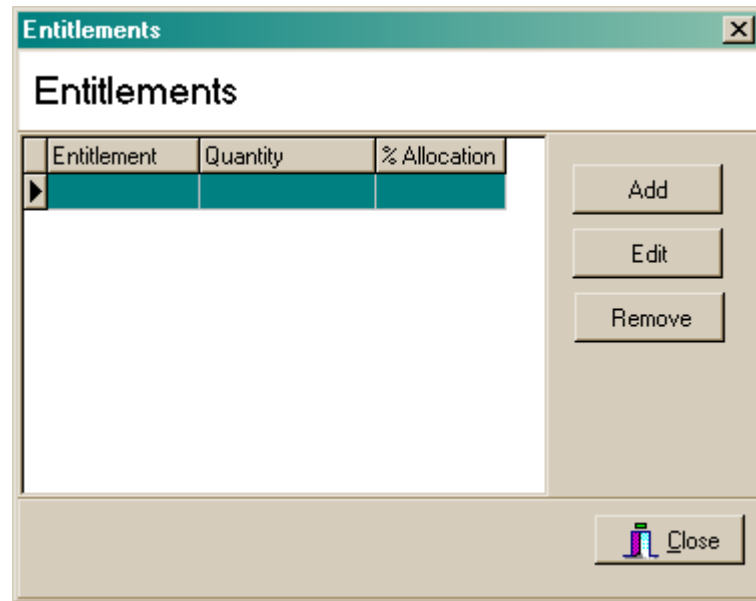 Entitlements
Entitlements
Entitlement Quantity % Allocation
Add
Edit
Remove
Close